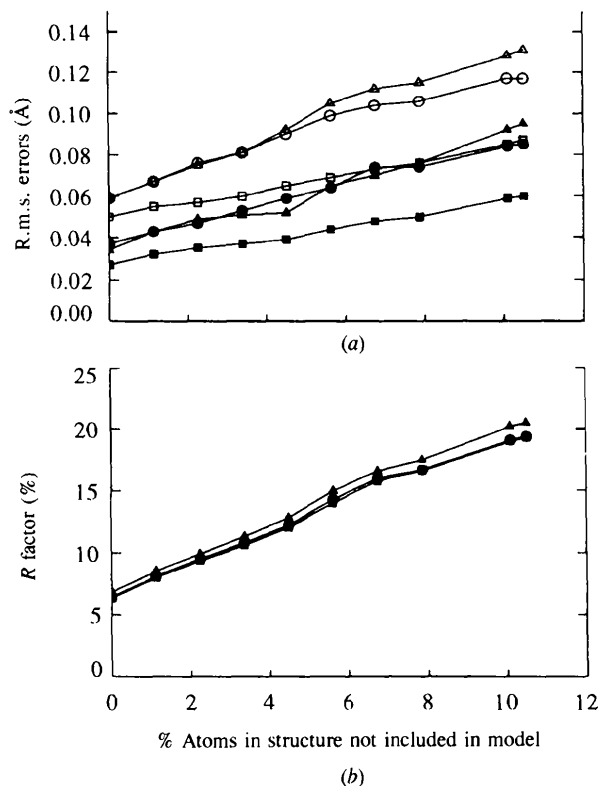 0.14
0.12
0.10
0.08
0.06
0.04
0.02
0.00
R.m.s. errors (Å)
(a)
25
20
15
10
5
0
R factor (%)
0 2 4 6 8 10 12
% Atoms in structure not included in model
(b)